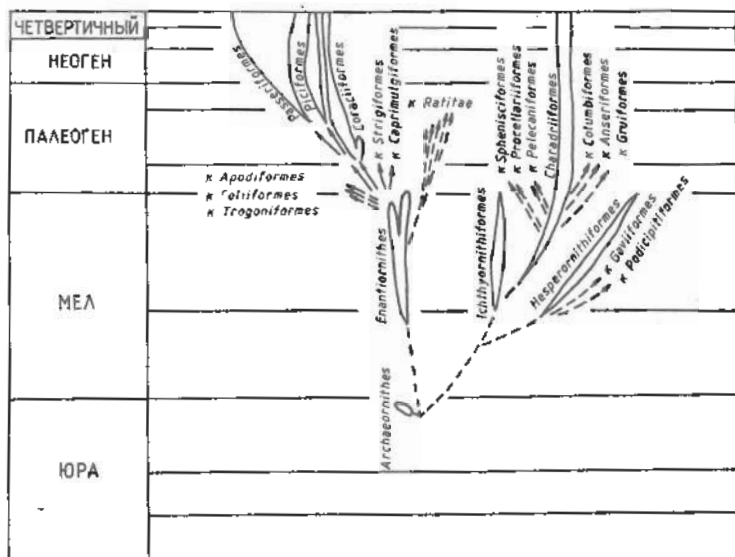 ЧЕТВЕРТИЧНЫЙ
НЕОГЕН
ПАЛЕОГЕН
МЕЛ
ЮРА
Passeriformes
Piciformes
Coraciiformes
к Strigiformes
к Caprimulgiformes
к Ratitae
к Sphenisciformes
к Procellariiformes
к Pelecaniformes
Charadriiformes
к Columbiformes
к Anseriformes
к Gruiformes
к Apodiformes
к Coliiformes
к Trogoniformes
Enantiornithes
Ichthyornithiformes
Hesperornithiformes
к Gaviiformes
к Podicipitiformes
Archaeornithes